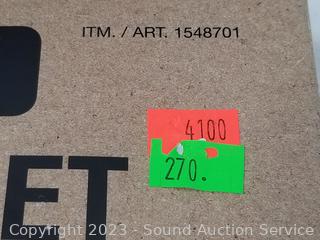 ITM. / ART. 1548701
4100
270.
ET
Copyright 2023 - Sound Auction Service